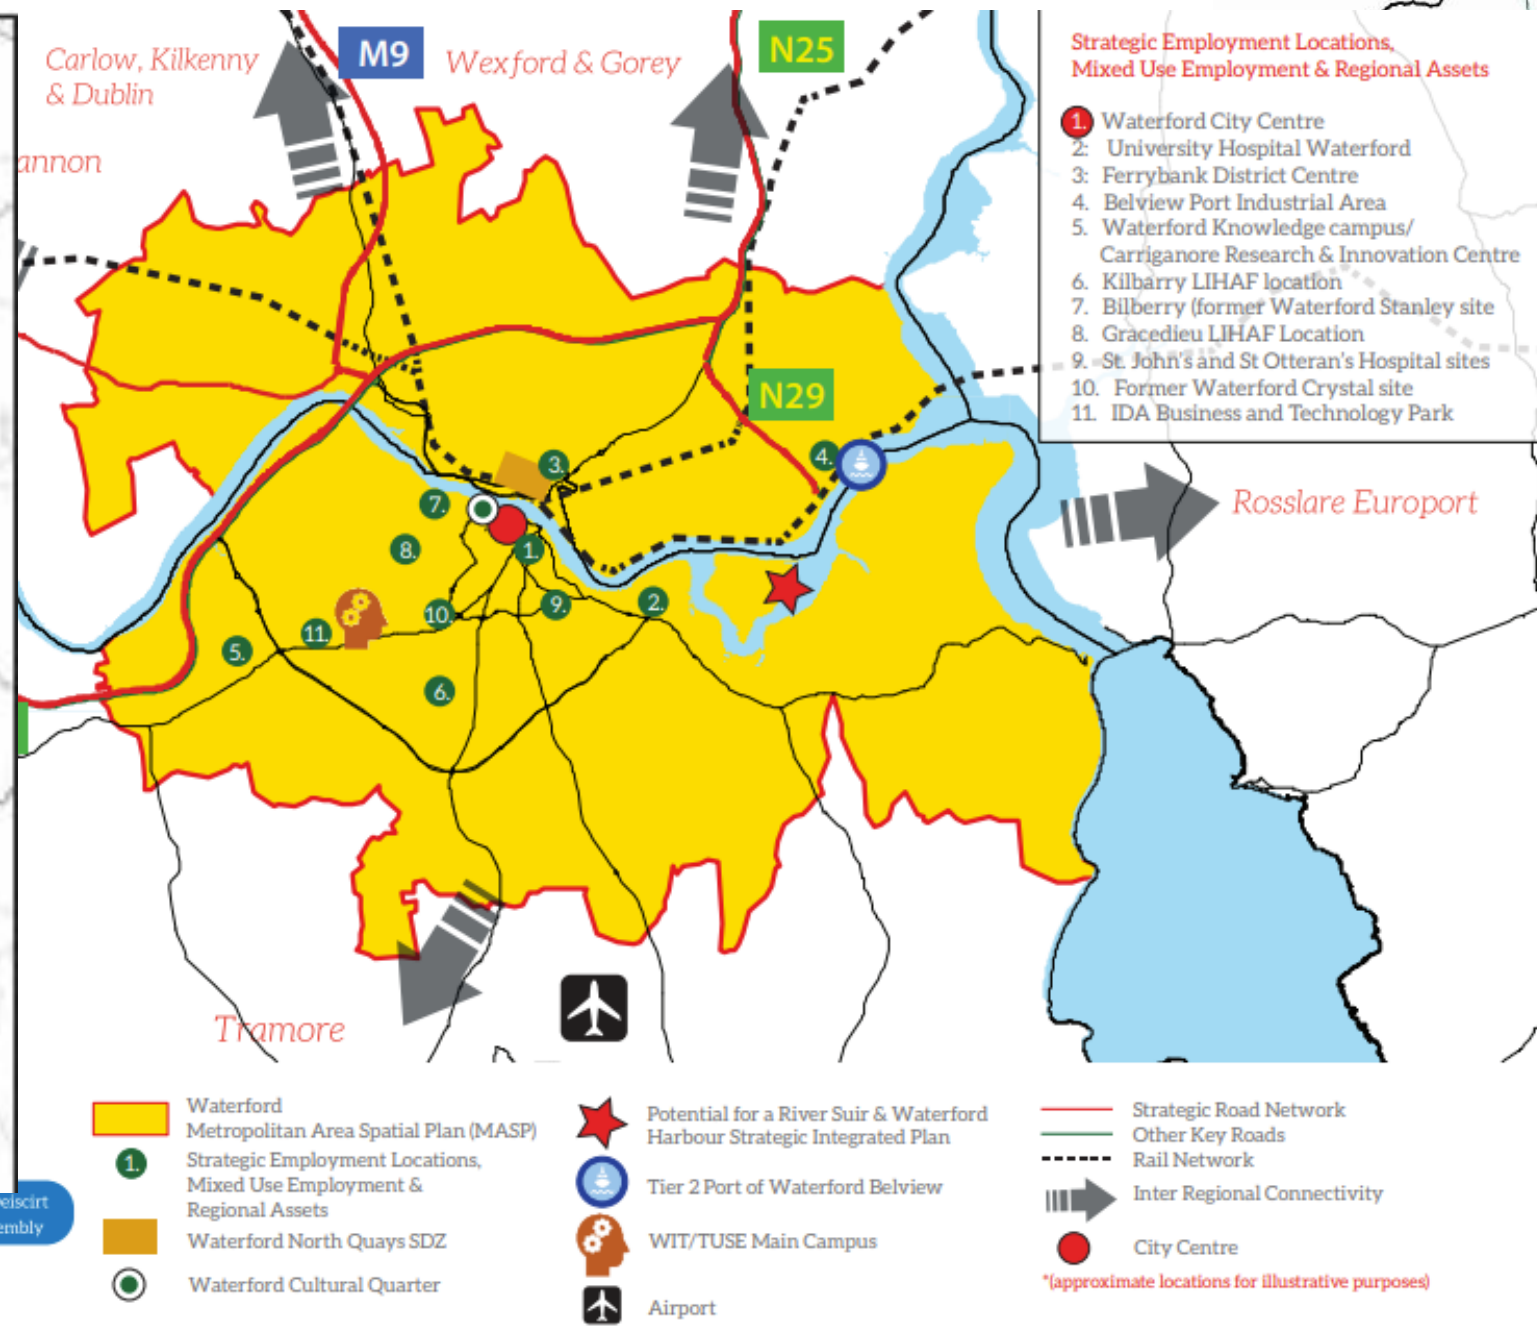 Carlow, Kilkenny
& Dublin
M9
Wexford & Gorey
N25
annon
Strategic Employment Locations,
Mixed Use Employment & Regional Assets
1. Waterford City Centre
2: University Hospital Waterford
3: Ferrybank District Centre
4. Belview Port Industrial Area
5. Waterford Knowledge campus/
Carriganore Research & Innovation Centre
6. Kilbarry LIHAF location
7. Bilberry (former Waterford Stanley site
8. Gracedieu LIHAF Location
9. St. John's and St Otteran's Hospital sites
10. Former Waterford Crystal site
11. IDA Business and Technology Park
N29
3.
4.
7.
8.
1.
10.
9.
2.
11.
5.
6.
Rosslare Europort
Tramore
Waterford
Metropolitan Area Spatial Plan (MASP)
1.
Strategic Employment Locations,
Mixed Use Employment &
Regional Assets
Waterford North Quays SDZ
Waterford Cultural Quarter
Potential for a River Suir & Waterford
Harbour Strategic Integrated Plan
Tier 2 Port of Waterford Belview
WIT/TUSE Main Campus
Airport
Strategic Road Network
Other Key Roads
Rail Network
Inter Regional Connectivity
City Centre
*(approximate locations for illustrative purposes)
eiscirt
embly